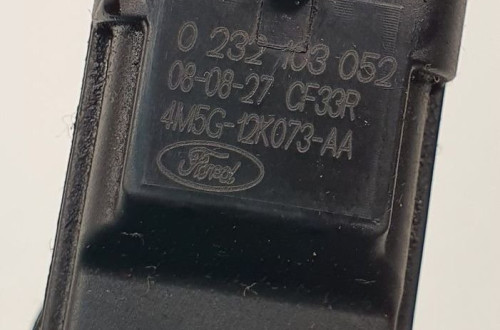 0 232 103 052
08-08-27 CF33R
4M5G-12K073-AA
Ford